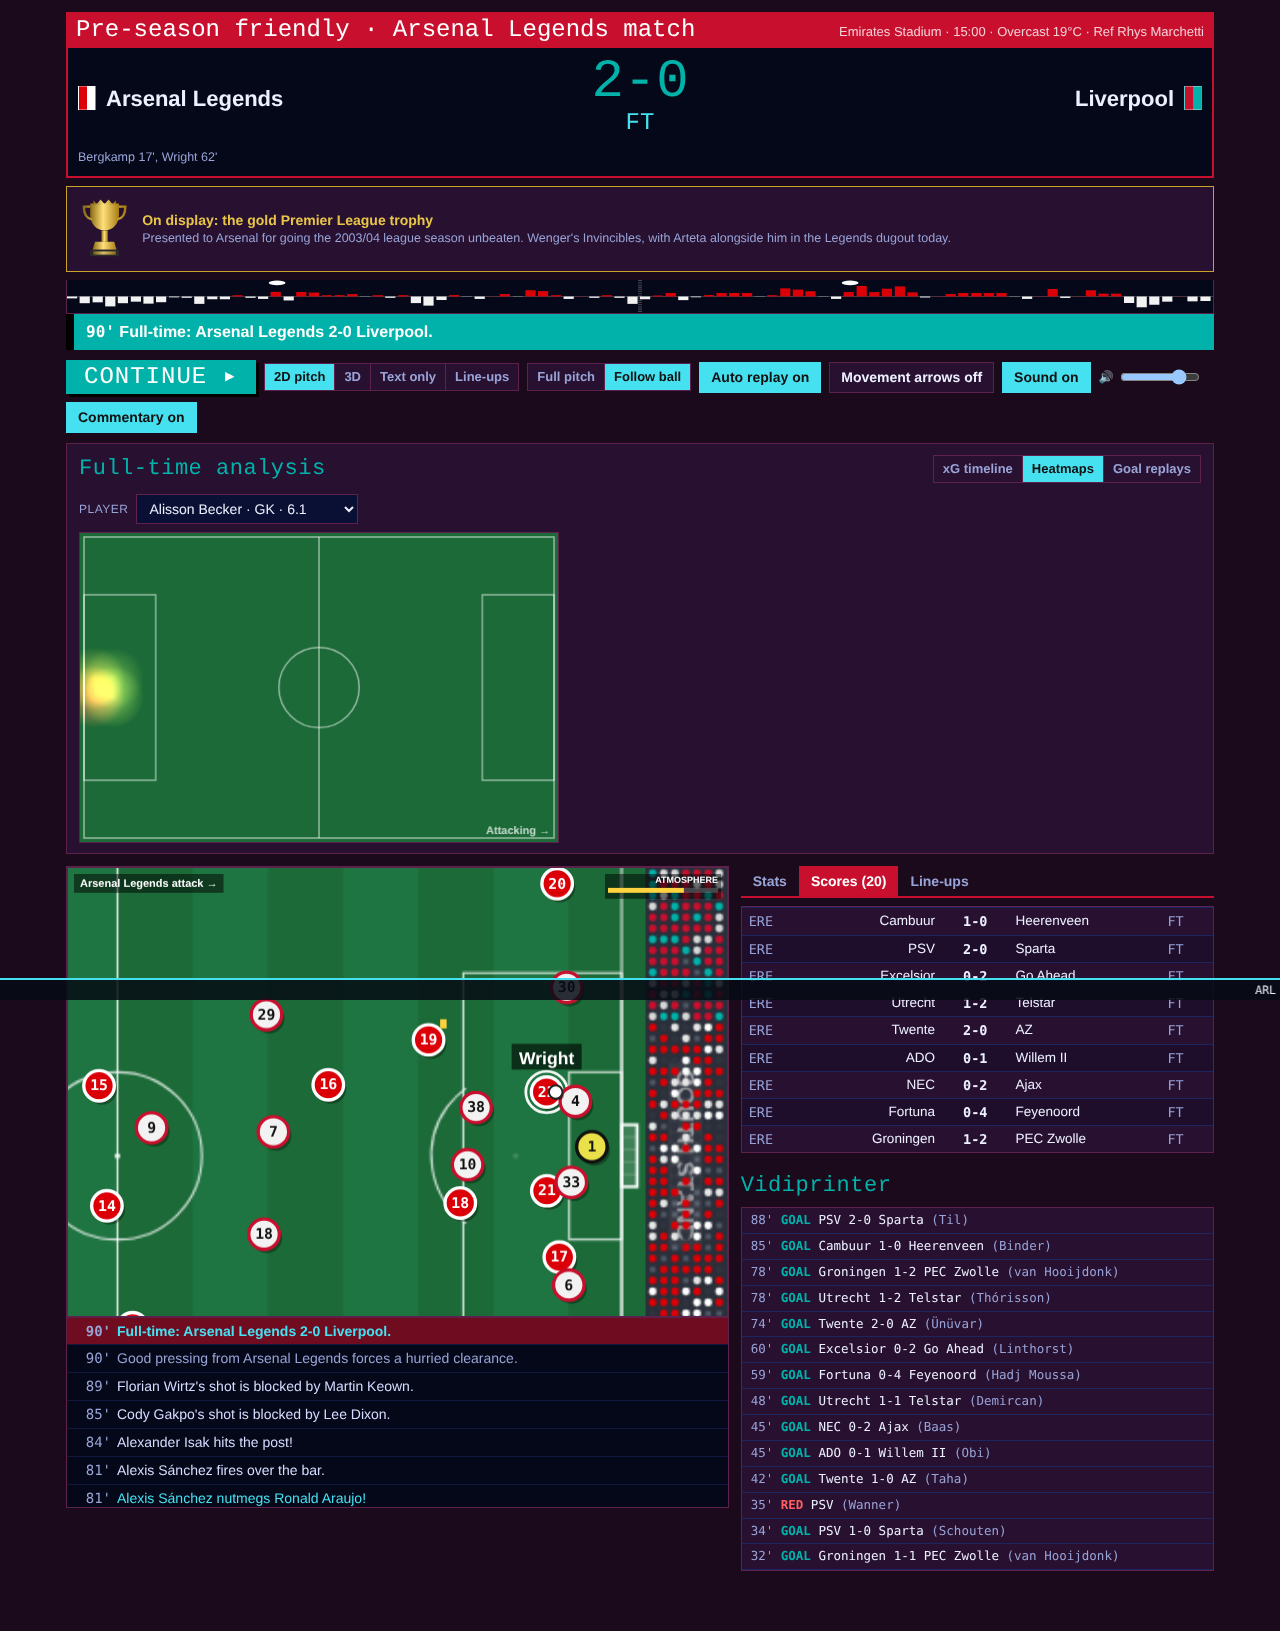 Pre-season friendly · Arsenal Legends match
Emirates Stadium · 15:00 · Overcast 19°C · Ref Rhys Marchetti
Arsenal Legends
2-0
FT
Liverpool
Bergkamp 17', Wright 62'
On display: the gold Premier League trophy
Presented to Arsenal for going the 2003/04 league season unbeaten. Wenger's Invincibles, with Arteta alongside him in the Legends dugout today.
90' Full-time: Arsenal Legends 2-0 Liverpool.
CONTINUE ►
2D pitch 3D Text only Line-ups
Full pitch Follow ball
Auto replay on
Movement arrows off
Sound on
Commentary on
Full-time analysis
xG timeline Heatmaps Goal replays
PLAYER Alisson Becker · GK · 6.1
Attacking →
Arsenal Legends attack →
ATMOSPHERE
20
30
29
19
Wright
15
16
38
4
9
7
1
10
33
21
14
18
18
17
6
90' Full-time: Arsenal Legends 2-0 Liverpool.
90' Good pressing from Arsenal Legends forces a hurried clearance.
89' Florian Wirtz's shot is blocked by Martin Keown.
85' Cody Gakpo's shot is blocked by Lee Dixon.
84' Alexander Isak hits the post!
81' Alexis Sánchez fires over the bar.
81' Alexis Sánchez nutmegs Ronald Araujo!
Stats Scores (20) Line-ups
ERE Cambuur 1-0 Heerenveen FT
ERE PSV 2-0 Sparta FT
ERE Excelsior 0-2 Go Ahead FT
ARL
ERE Utrecht 1-2 Telstar FT
ERE Twente 2-0 AZ FT
ERE ADO 0-1 Willem II FT
ERE NEC 0-2 Ajax FT
ERE Fortuna 0-4 Feyenoord FT
ERE Groningen 1-2 PEC Zwolle FT
Vidiprinter
88' GOAL PSV 2-0 Sparta (Til)
85' GOAL Cambuur 1-0 Heerenveen (Binder)
78' GOAL Groningen 1-2 PEC Zwolle (van Hooijdonk)
78' GOAL Utrecht 1-2 Telstar (Thórisson)
74' GOAL Twente 2-0 AZ (Ünüvar)
60' GOAL Excelsior 0-2 Go Ahead (Linthorst)
59' GOAL Fortuna 0-4 Feyenoord (Hadj Moussa)
48' GOAL Utrecht 1-1 Telstar (Demircan)
45' GOAL NEC 0-2 Ajax (Baas)
45' GOAL ADO 0-1 Willem II (Obi)
42' GOAL Twente 1-0 AZ (Taha)
35' RED PSV (Wanner)
34' GOAL PSV 1-0 Sparta (Schouten)
32' GOAL Groningen 1-1 PEC Zwolle (van Hooijdonk)